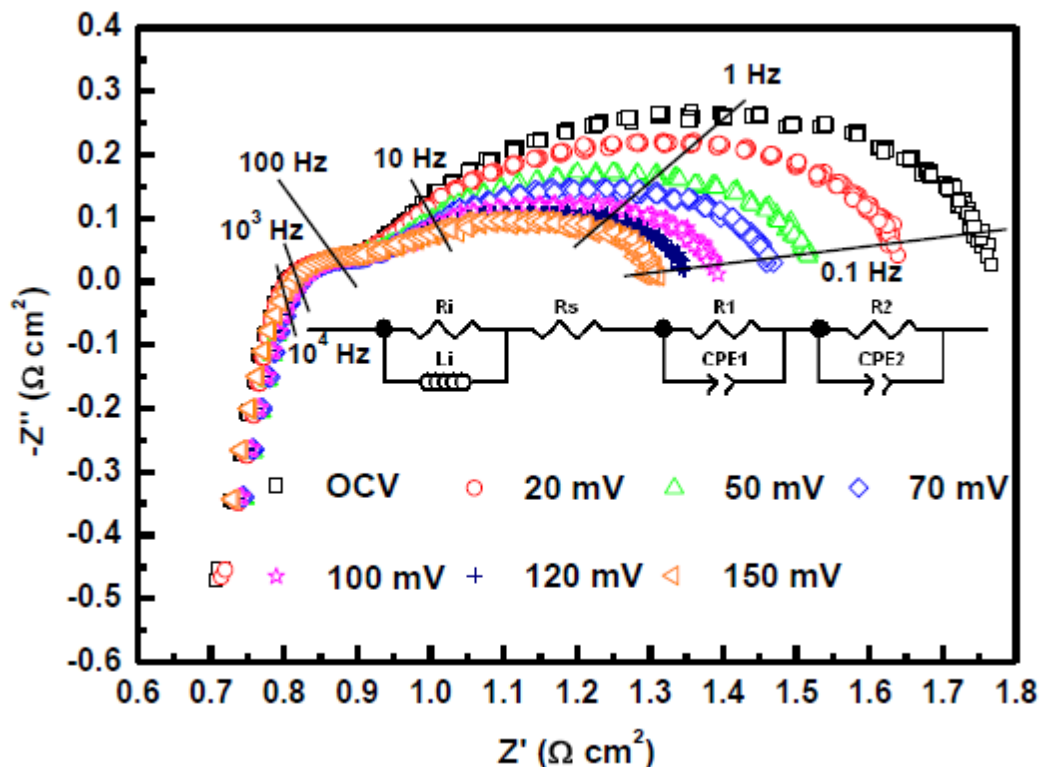 -Z'' (Ω cm²)
0.4
0.3
0.2
0.1
0.0
-0.1
-0.2
-0.3
-0.4
-0.5
-0.6
1 Hz
10 Hz
100 Hz
10³ Hz
10⁴ Hz
0.1 Hz
Ri
Rs
R1
R2
Li
CPE1
CPE2
OCV 20 mV 50 mV 70 mV
100 mV 120 mV 150 mV
0.6 0.7 0.8 0.9 1.0 1.1 1.2 1.3 1.4 1.5 1.6 1.7 1.8
Z' (Ω cm²)